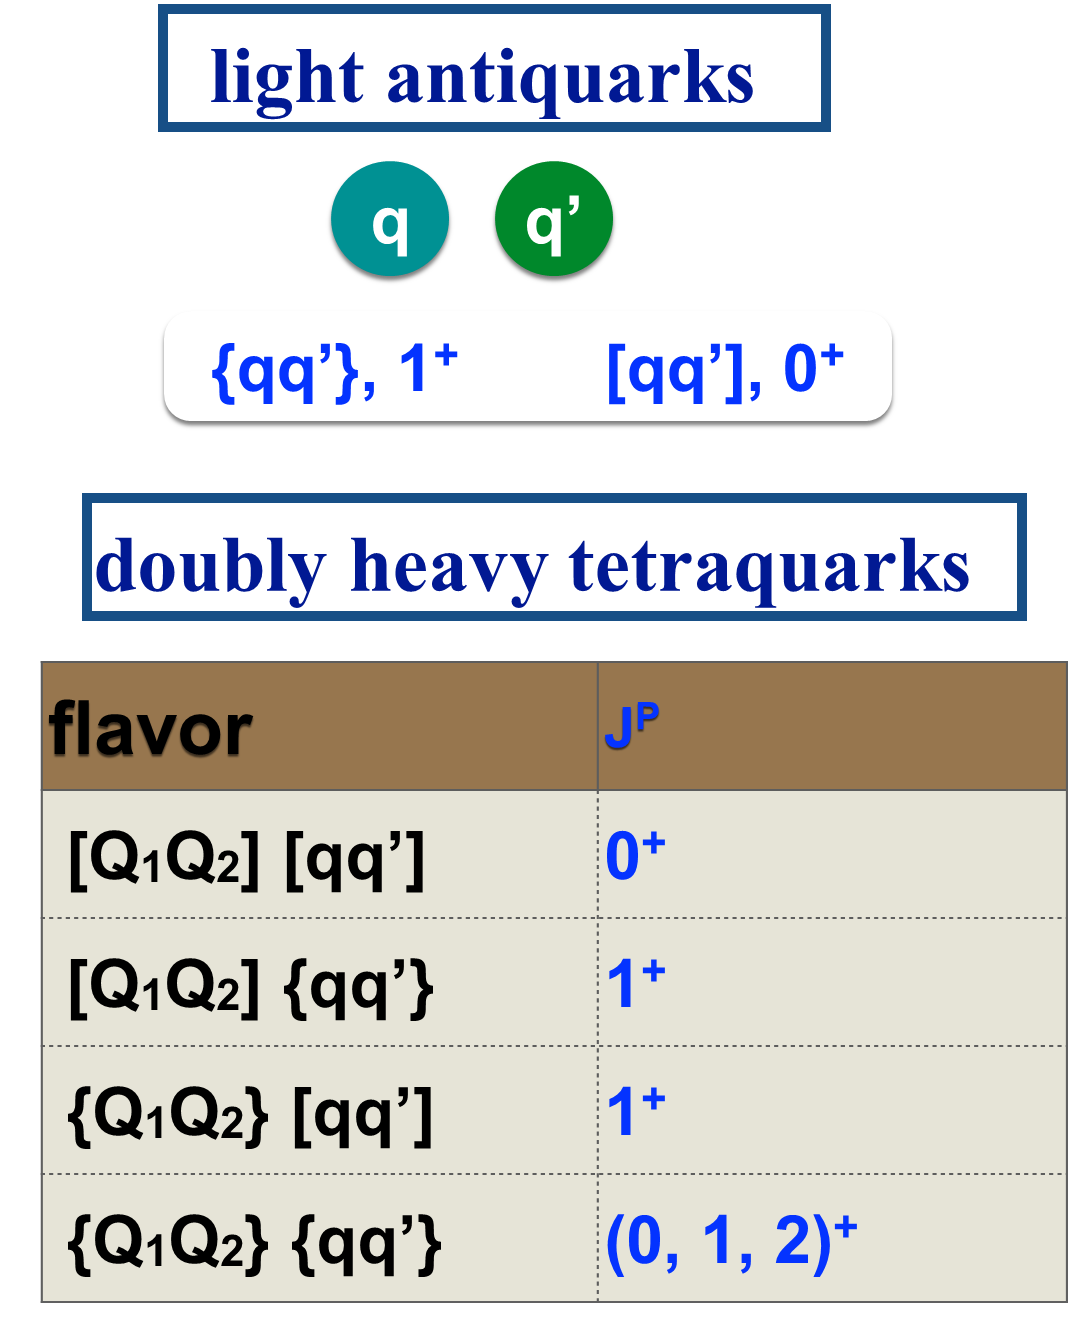 light antiquarks
q q’
{qq’}, 1⁺ [qq’], 0⁺
doubly heavy tetraquarks
flavor Jᴾ
[Q₁Q₂] [qq’] 0⁺
[Q₁Q₂] {qq’} 1⁺
{Q₁Q₂} [qq’] 1⁺
{Q₁Q₂} {qq’} (0, 1, 2)⁺